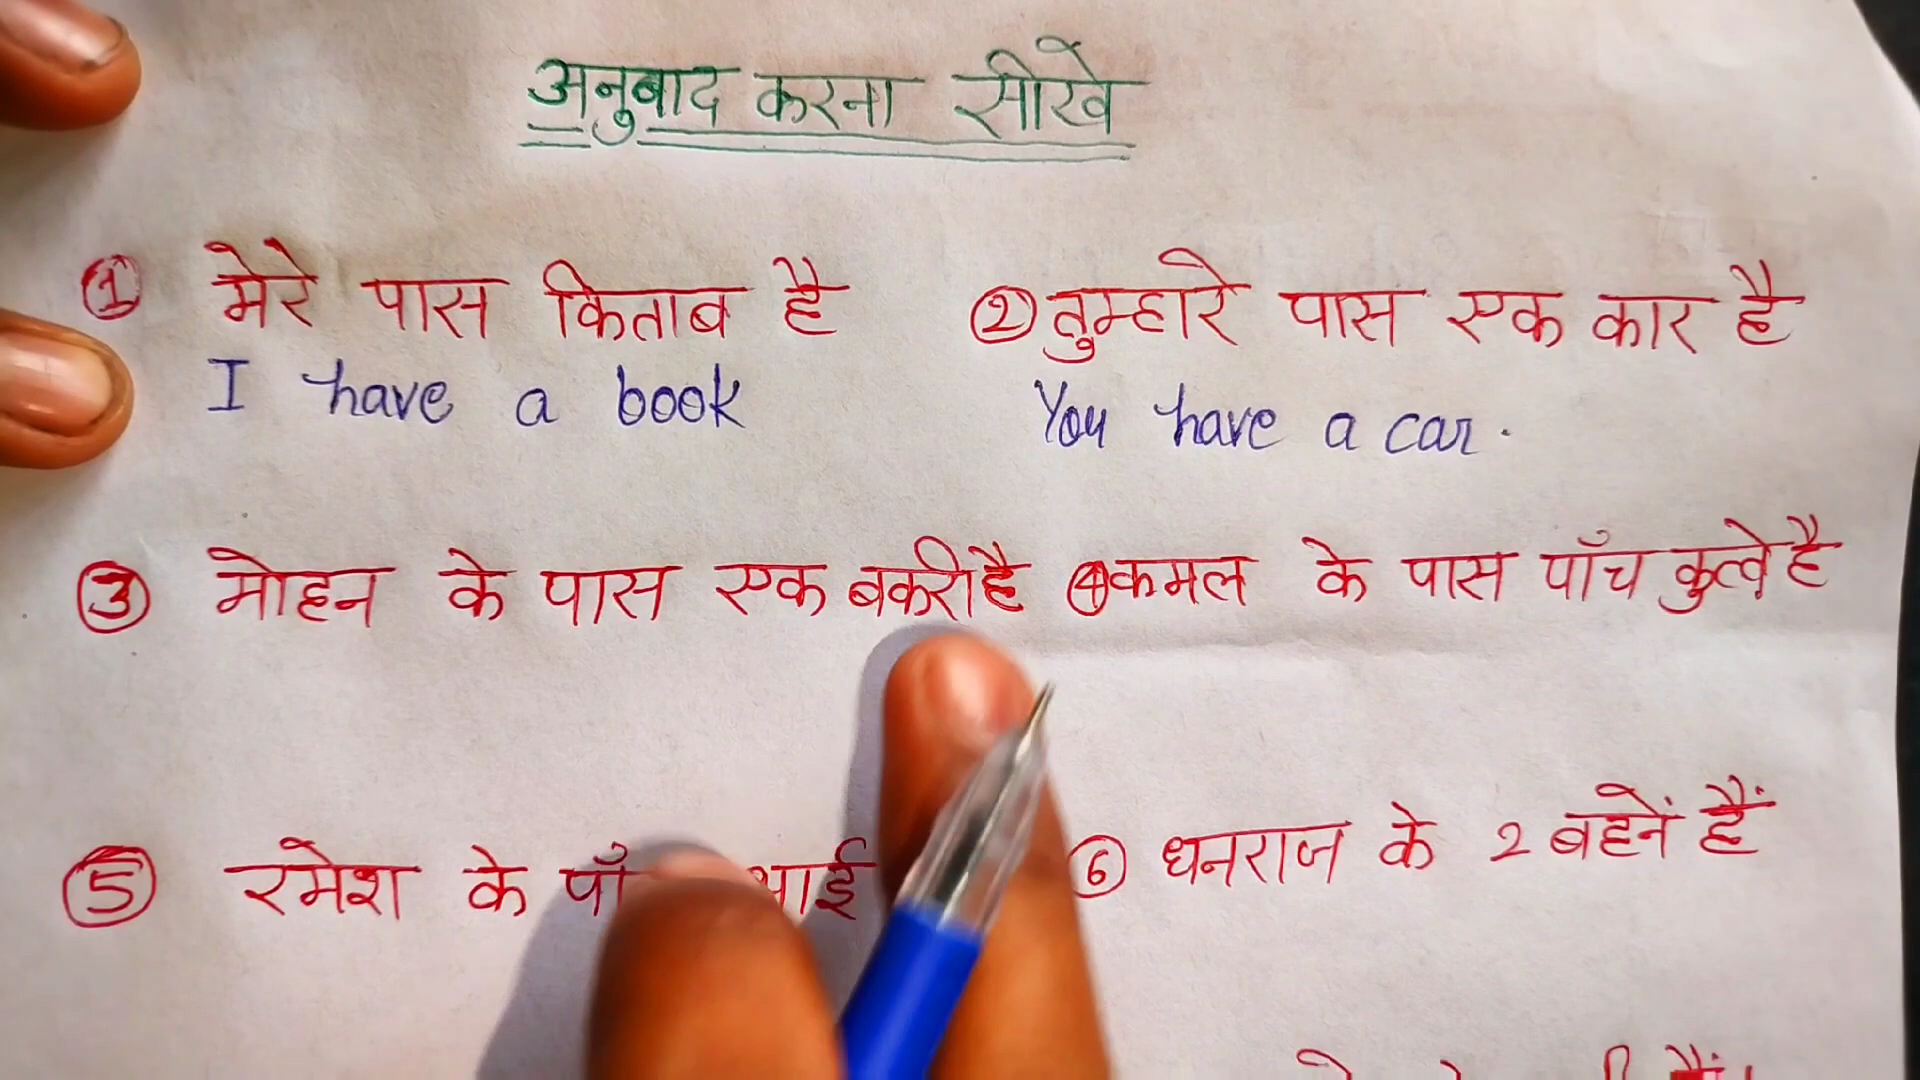 अनुबाद करना सीखे
① मेरे पास किताब है ② तुम्हारे पास एक कार है
I have a book You have a car.
③ मोहन के पास एक बकरी है ④ कमल के पास पाँच कुत्ते है
⑤ रमेश के भाई ⑥ धनराज के 2 बहनें हैं